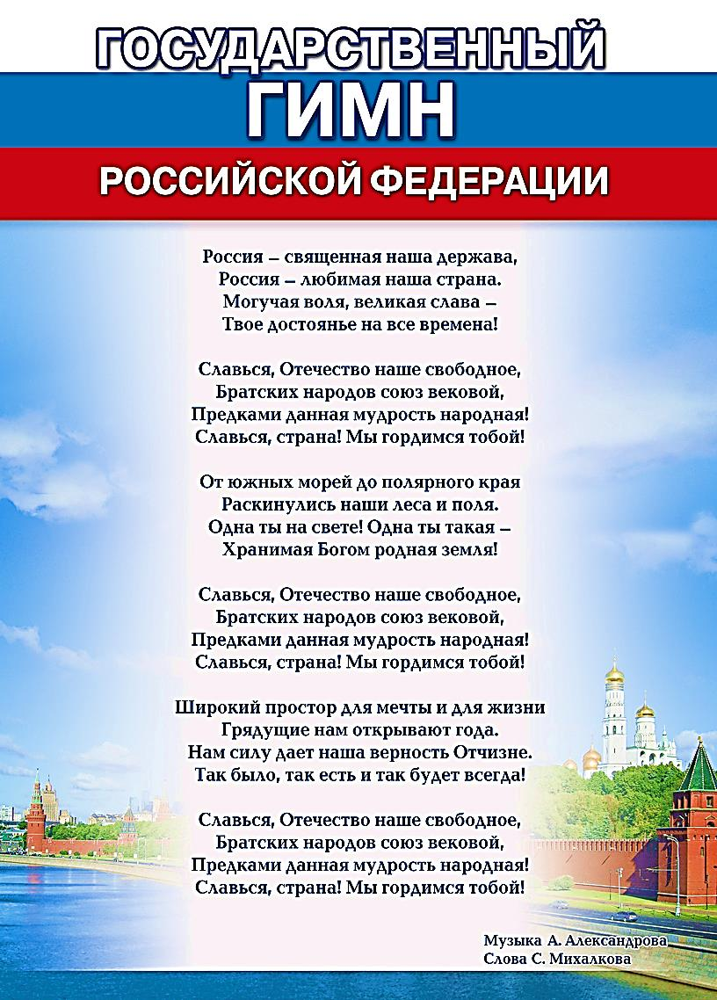 ГОСУДАРСТВЕННЫЙ
ГИМН
РОССИЙСКОЙ ФЕДЕРАЦИИ
Россия – священная наша держава,
Россия – любимая наша страна.
Могучая воля, великая слава –
Твое достоянье на все времена!
Славься, Отечество наше свободное,
Братских народов союз вековой,
Предками данная мудрость народная!
Славься, страна! Мы гордимся тобой!
От южных морей до полярного края
Раскинулись наши леса и поля.
Одна ты на свете! Одна ты такая –
Хранимая Богом родная земля!
Славься, Отечество наше свободное,
Братских народов союз вековой,
Предками данная мудрость народная!
Славься, страна! Мы гордимся тобой!
Широкий простор для мечты и для жизни
Грядущие нам открывают года.
Нам силу дает наша верность Отчизне.
Так было, так есть и так будет всегда!
Славься, Отечество наше свободное,
Братских народов союз вековой,
Предками данная мудрость народная!
Славься, страна! Мы гордимся тобой!
Музыка А. Александрова
Слова С. Михалкова